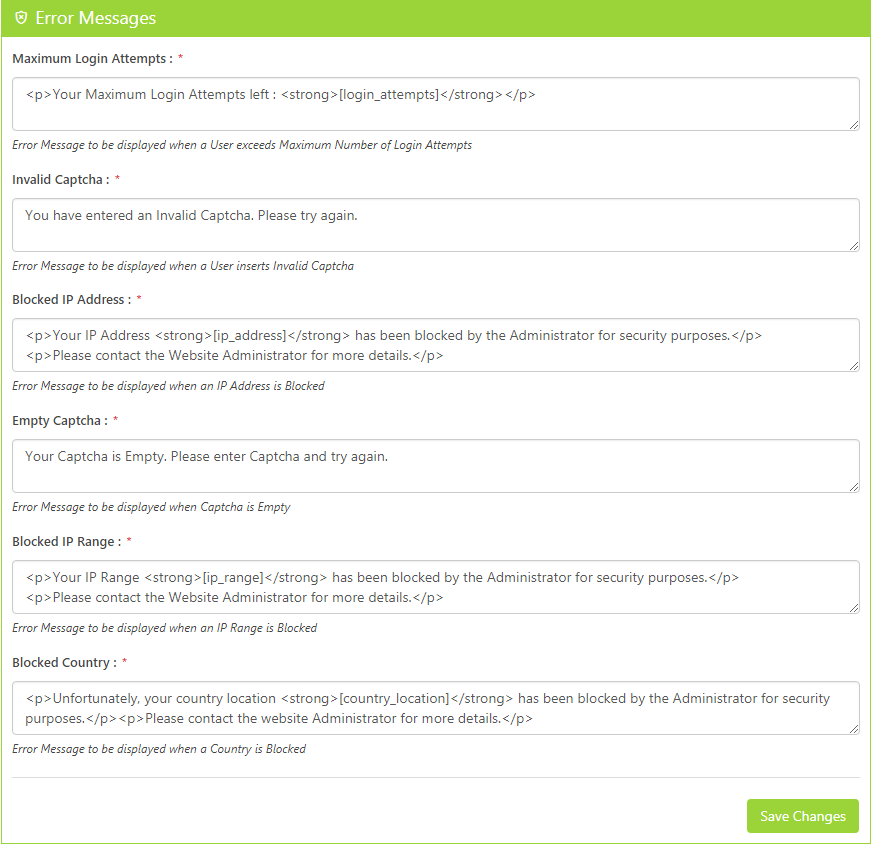 Error Messages
Maximum Login Attempts : *
<p>Your Maximum Login Attempts left : <strong>[login_attempts]</strong></p>
Error Message to be displayed when a User exceeds Maximum Number of Login Attempts
Invalid Captcha : *
You have entered an Invalid Captcha. Please try again.
Error Message to be displayed when a User inserts Invalid Captcha
Blocked IP Address : *
<p>Your IP Address <strong>[ip_address]</strong> has been blocked by the Administrator for security purposes.</p>
<p>Please contact the Website Administrator for more details.</p>
Error Message to be displayed when an IP Address is Blocked
Empty Captcha : *
Your Captcha is Empty. Please enter Captcha and try again.
Error Message to be displayed when Captcha is Empty
Blocked IP Range : *
<p>Your IP Range <strong>[ip_range]</strong> has been blocked by the Administrator for security purposes.</p>
<p>Please contact the Website Administrator for more details.</p>
Error Message to be displayed when an IP Range is Blocked
Blocked Country : *
<p>Unfortunately, your country location <strong>[country_location]</strong> has been blocked by the Administrator for security
purposes.</p><p>Please contact the website Administrator for more details.</p>
Error Message to be displayed when a Country is Blocked
Save Changes